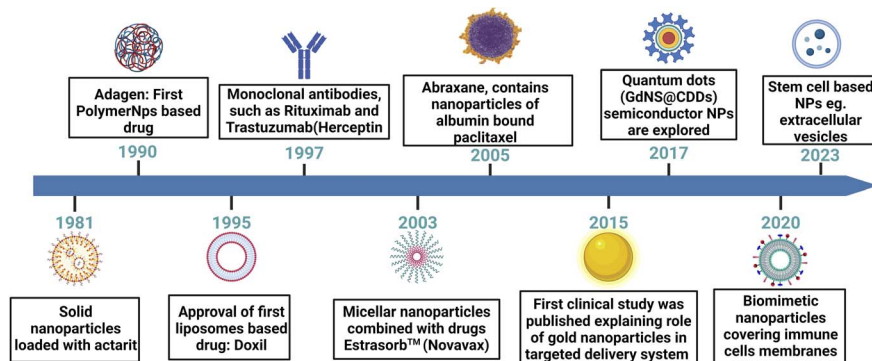 Adagen: First
PolymerNps based
drug
1990
Monoclonal antibodies,
such as Rituximab and
Trastuzumab(Herceptin
1997
Abraxane, contains
nanoparticles of
albumin bound
paclitaxel
2005
Quantum dots
(GdNS@CDDs)
semiconductor NPs
are explored
2017
Stem cell based
NPs eg.
extracellular
vesicles
2023
1981
Solid
nanoparticles
loaded with actarit
1995
Approval of first
liposomes based
drug: Doxil
2003
Micellar nanoparticles
combined with drugs
Estrasorb™ (Novavax)
2015
First clinical study was
published explaining role
of gold nanoparticles in
targeted delivery system
2020
Biomimetic
nanoparticles
covering immune
cells membranes